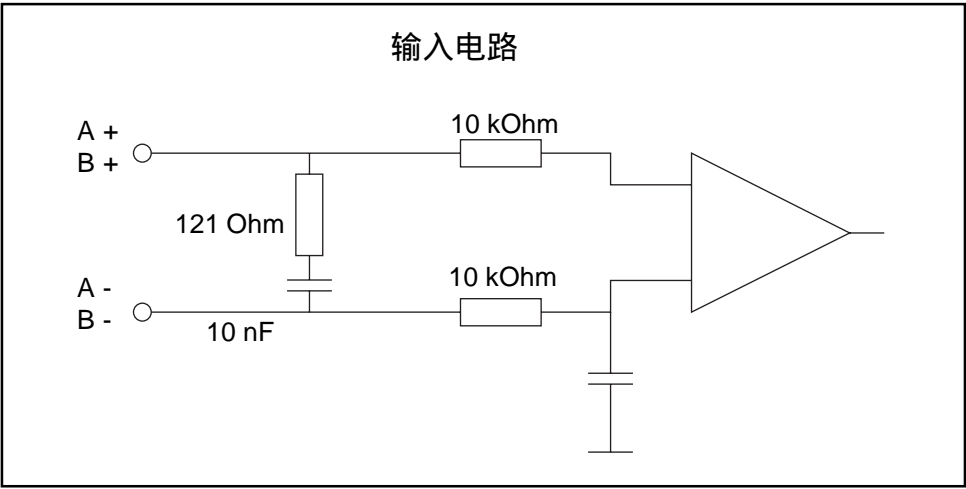 输入电路
A +
B +
10 kOhm
121 Ohm
A -
B -
10 kOhm
10 nF